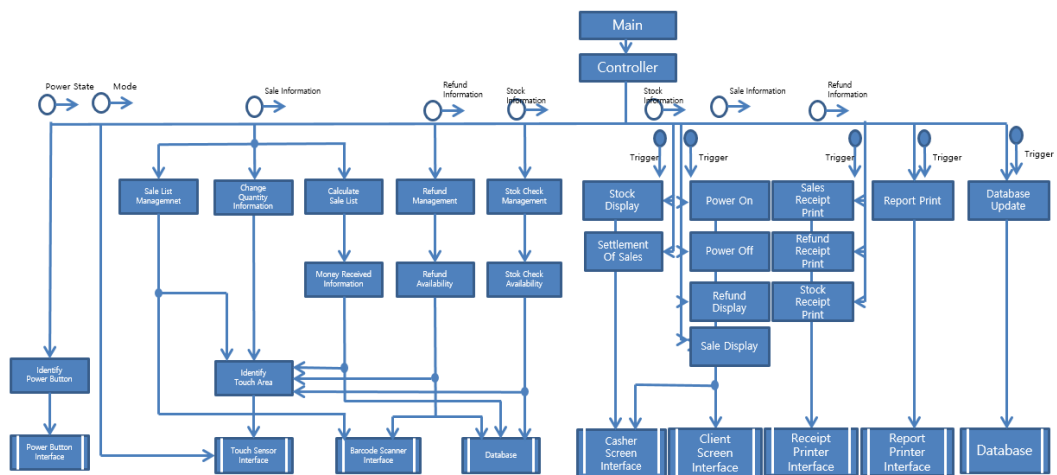 Main
Controller
Power State
Mode
Sale Information
Refund
Information
Stock
Information
Stock
Information
Sale Information
Refund
Information
Trigger
Trigger
Trigger
Trigger
Trigger
Sale List
Managemnet
Change
Quantity
Information
Calculate
Sale List
Refund
Management
Stok Check
Management
Stock
Display
Power On
Sales
Receipt
Print
Report Print
Database
Update
Settlement
Of Sales
Power Off
Refund
Receipt
Print
Money Received
Information
Refund
Availability
Stok Check
Availability
Refund
Display
Stock
Receipt
Print
Sale Display
Identify
Power Button
Identify
Touch Area
Power Button
Interface
Touch Sensor
Interface
Barcode Scanner
Interface
Database
Casher
Screen
Interface
Client
Screen
Interface
Receipt
Printer
Interface
Report
Printer
Interface
Database